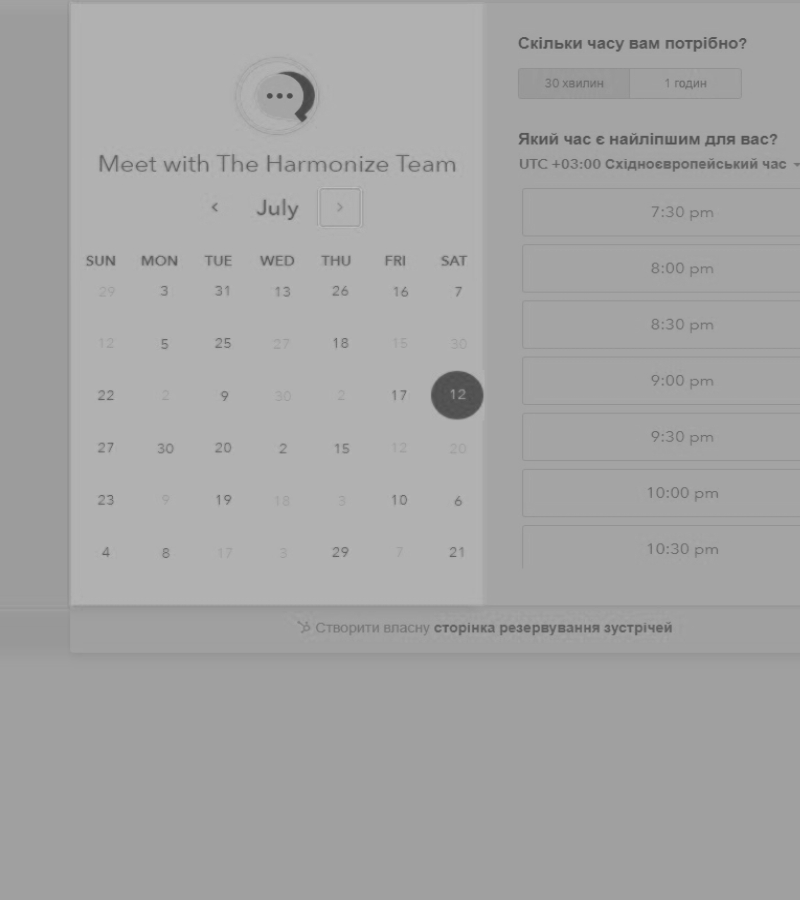 Meet with The Harmonize Team
July
SUN MON TUE WED THU FRI SAT
29 3 31 13 26 16 7
12 5 25 27 18 15 30
22 2 9 30 2 17 12
27 30 20 2 15 12 20
23 9 19 18 3 10 6
4 8 17 3 29 7 21
Скільки часу вам потрібно?
30 хвилин 1 годин
Який час є найліпшим для вас?
UTC +03:00 Східноєвропейський час
7:30 pm
8:00 pm
8:30 pm
9:00 pm
9:30 pm
10:00 pm
10:30 pm
Створити власну сторінка резервування зустрічей